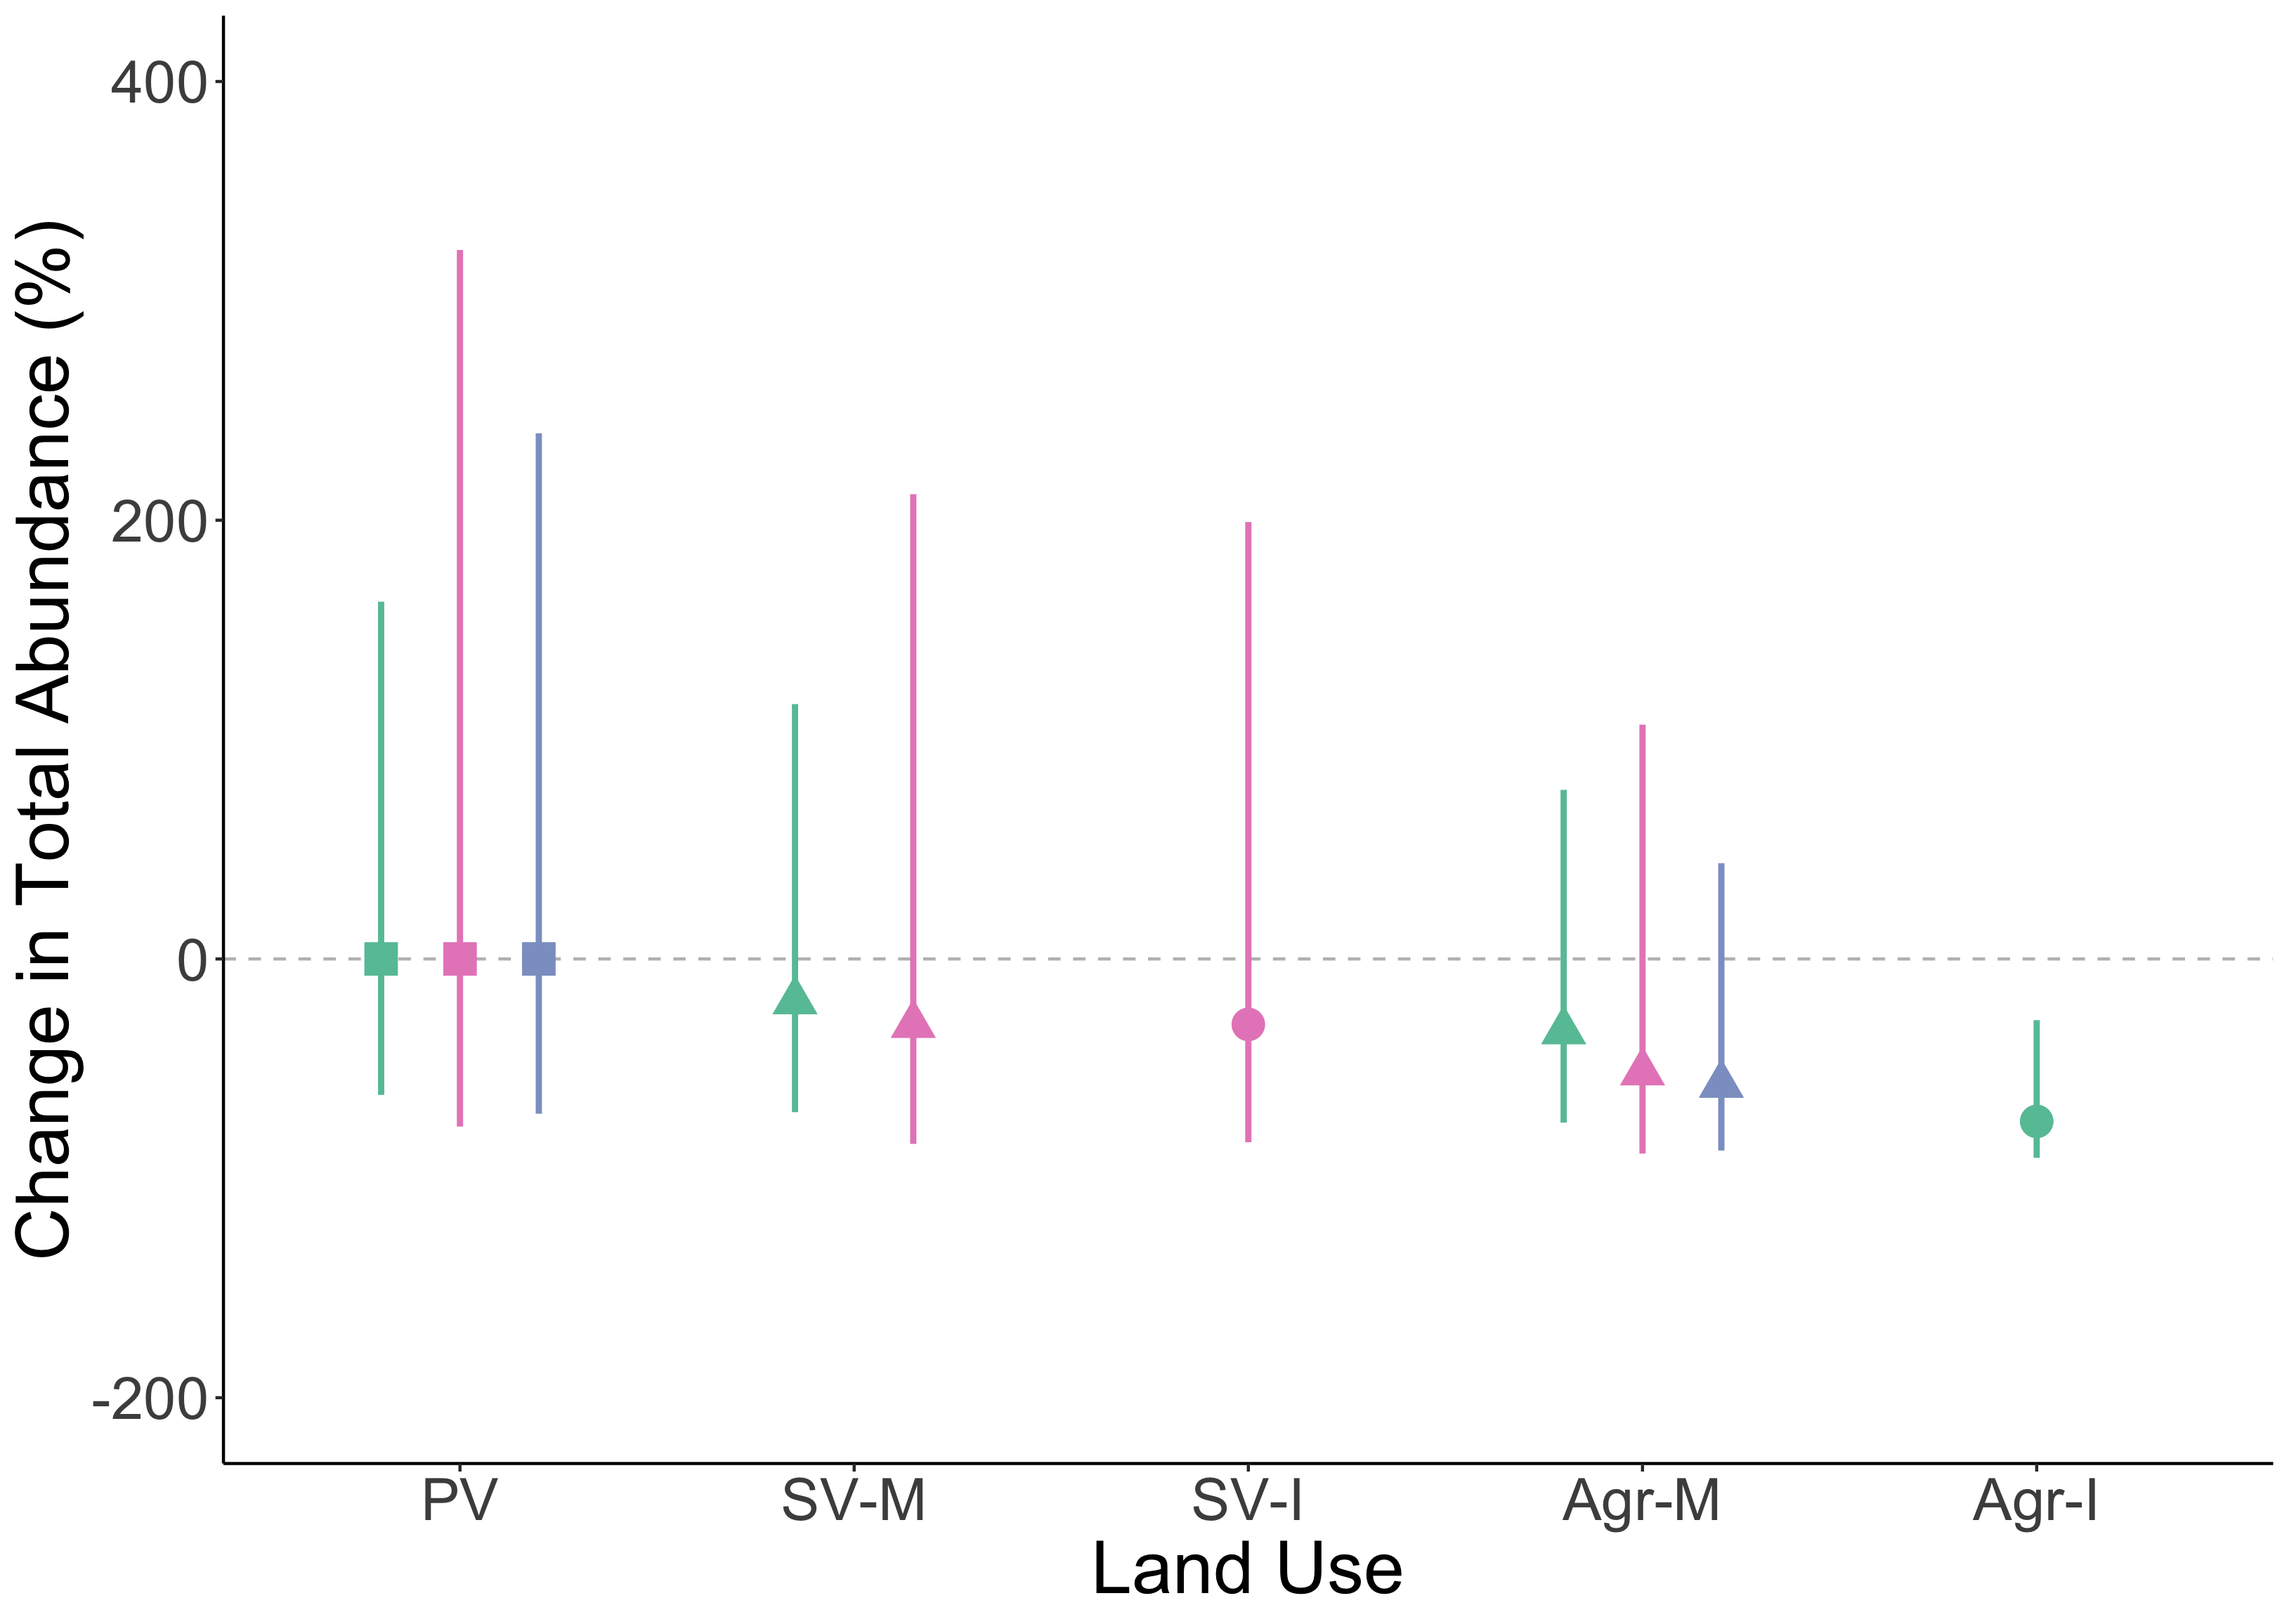 Change in Total Abundance (%)
400
200
0
-200
PV SV-M SV-I Agr-M Agr-I
Land Use